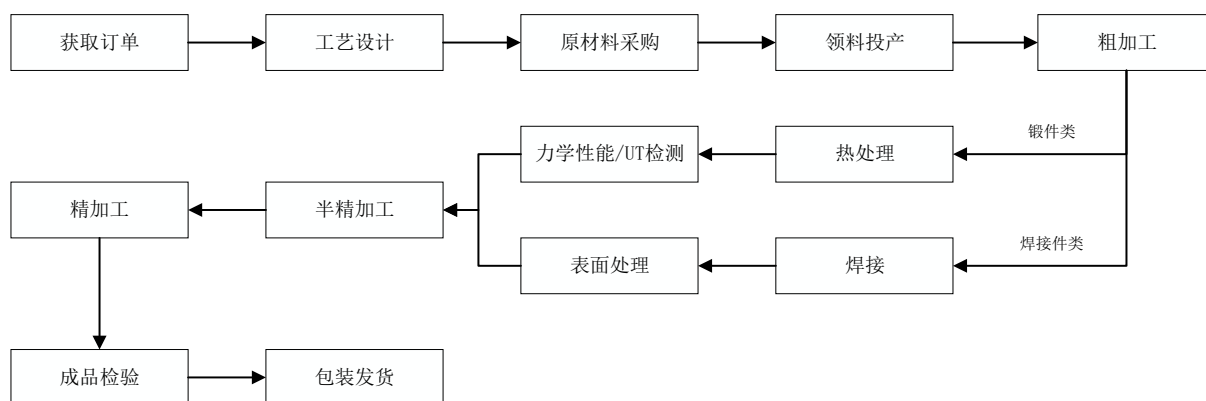 获取订单
工艺设计
原材料采购
领料投产
粗加工
锻件类
力学性能/UT检测
热处理
精加工
半精加工
焊接件类
表面处理
焊接
成品检验
包装发货